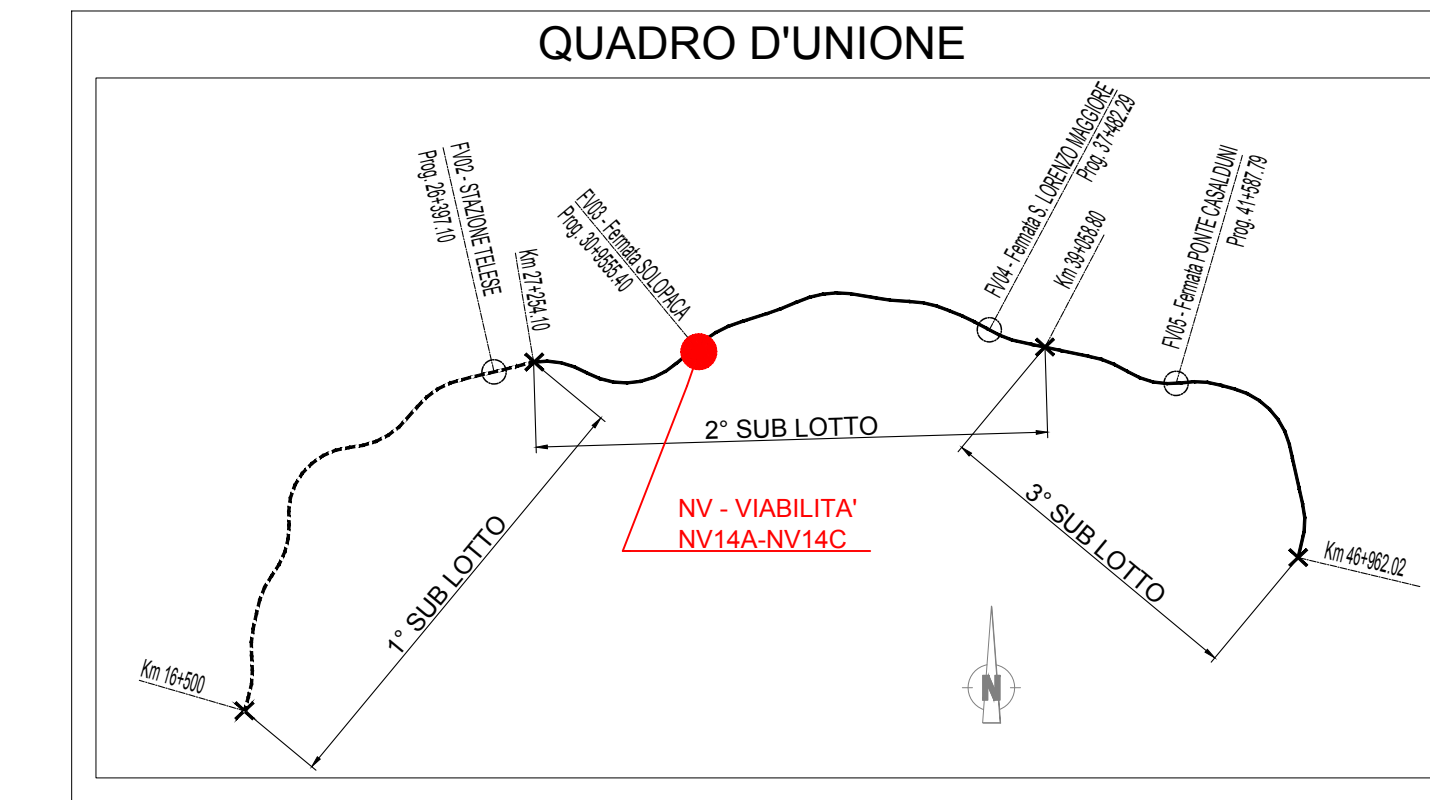 QUADRO D'UNIONE
FV02 - STAZIONE TELESE
Prog. 26+397.10
Km 27+254.10
FV03 - Fermata SOLOPACA
Prog. 30+9555.40
FV04 - Fermata S. LORENZO MAGGIORE
Prog. 37+482.29
Km 39+058.80
FV05 - Fermata PONTE CASALDUNI
Prog. 41+587.79
2° SUB LOTTO
NV - VIABILITA'
NV14A-NV14C
1° SUB LOTTO
3° SUB LOTTO
Km 46+962.02
Km 16+500
N